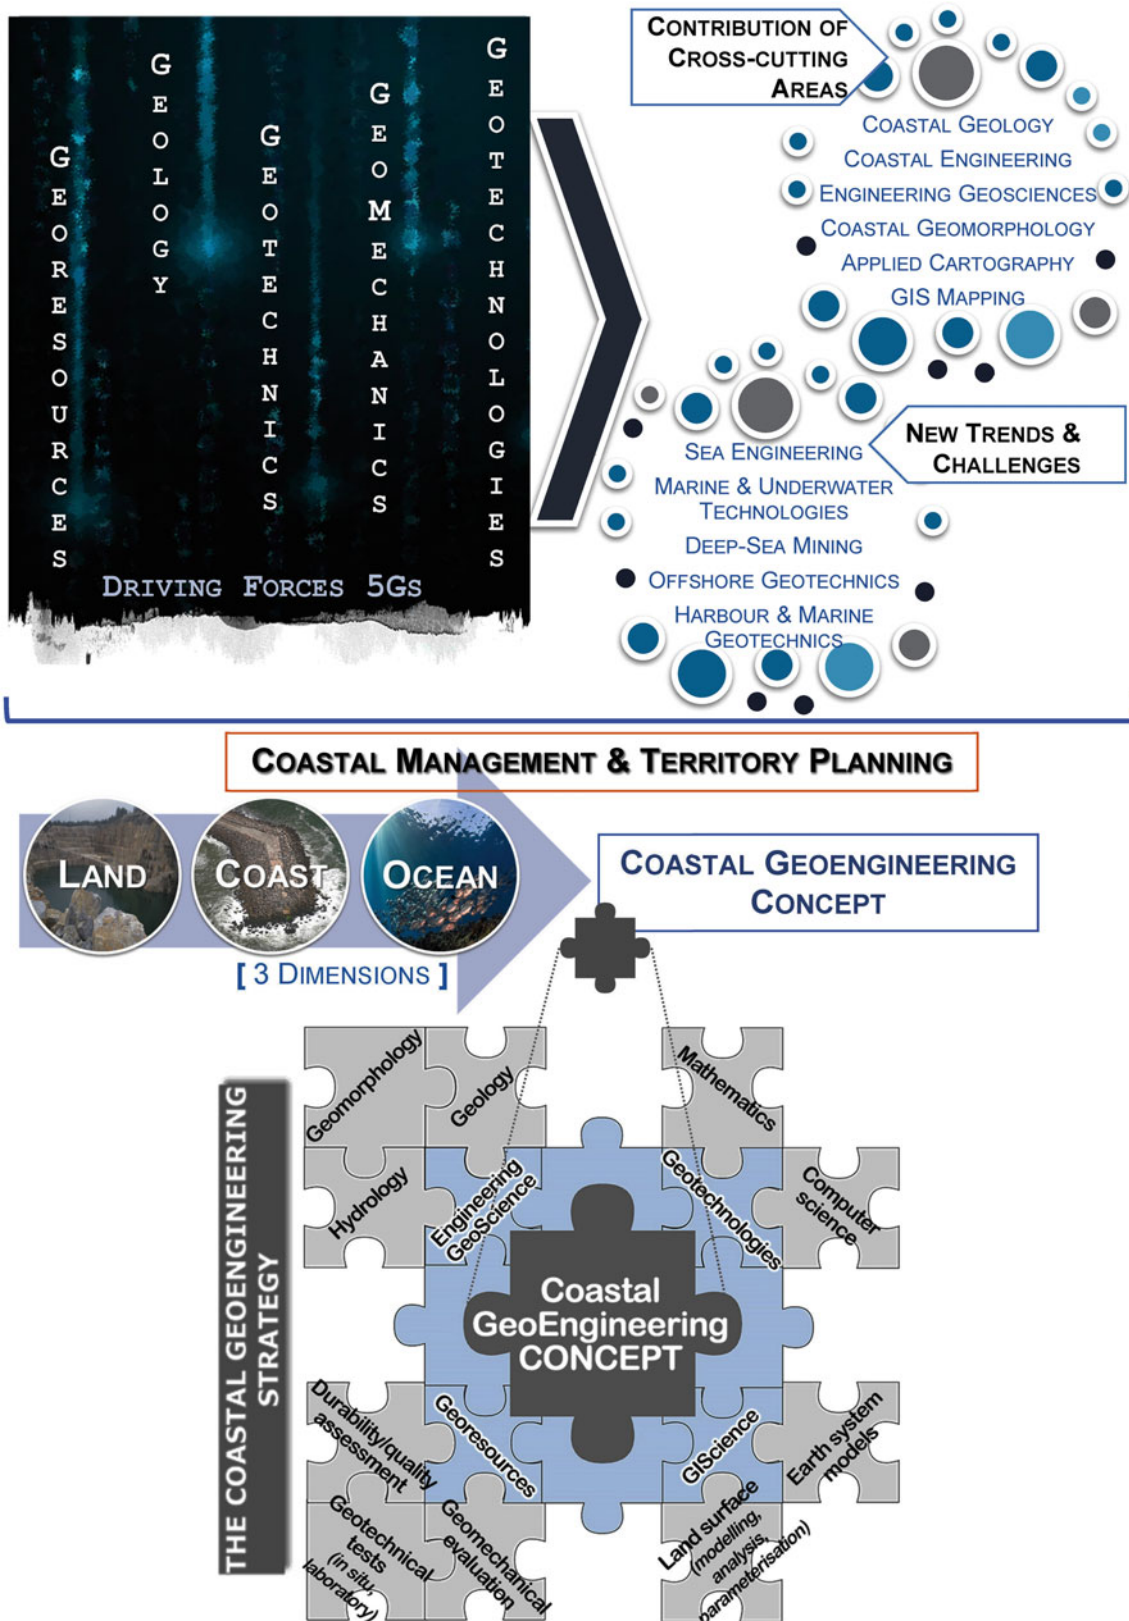 GEORESOURCES
GEOLOGY
GEOTECHNICS
GEOMECHANICS
GEOTECHNOLOGIES
DRIVING FORCES 5GS
CONTRIBUTION OF
CROSS-CUTTING
AREAS
COASTAL GEOLOGY
COASTAL ENGINEERING
ENGINEERING GEOSCIENCES
COASTAL GEOMORPHOLOGY
APPLIED CARTOGRAPHY
GIS MAPPING
NEW TRENDS &
CHALLENGES
SEA ENGINEERING
MARINE & UNDERWATER
TECHNOLOGIES
DEEP-SEA MINING
OFFSHORE GEOTECHNICS
HARBOUR & MARINE
GEOTECHNICS
COASTAL MANAGEMENT & TERRITORY PLANNING
LAND
COAST
OCEAN
[ 3 DIMENSIONS ]
COASTAL GEOENGINEERING
CONCEPT
THE COASTAL GEOENGINEERING
STRATEGY
Geomorphology
Geology
Mathematics
Hydrology
Engineering
GeoScience
Geotechnologies
Computer
science
Coastal
GeoEngineering
CONCEPT
Durability/quality
assessment
Georesources
GIScience
Earth system
models
Geotechnical
tests
(in situ,
laboratory)
Geomechanical
evaluation
Land surface
(modelling,
analysis,
parameterisation)